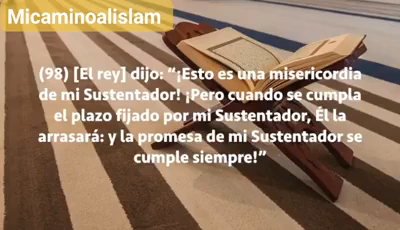 Micaminoalislam
(98) [El rey] dijo: “¡Esto es una misericordia
de mi Sustentador! ¡Pero cuando se cumpla
el plazo fijado por mi Sustentador, Él la
arrasará: y la promesa de mi Sustentador se
cumple siempre!”